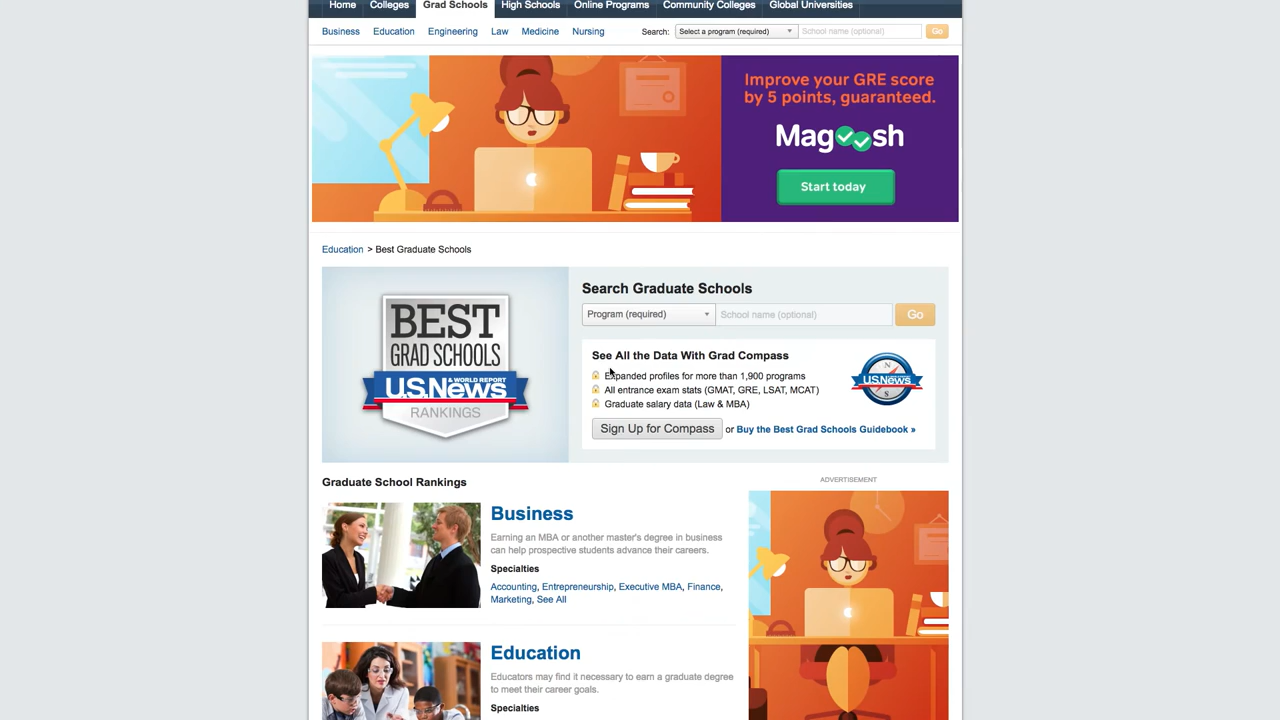 Home Colleges Grad Schools High Schools Online Programs Community Colleges Global Universities
Business Education Engineering Law Medicine Nursing Search: Select a program (required) School name (optional) Go
Improve your GRE score
by 5 points, guaranteed.
Magoosh
Start today
Education > Best Graduate Schools
BEST
GRAD SCHOOLS
U.S.News & WORLD REPORT
RANKINGS
Search Graduate Schools
Program (required) School name (optional) Go
See All the Data With Grad Compass
Expanded profiles for more than 1,900 programs
All entrance exam stats (GMAT, GRE, LSAT, MCAT)
Graduate salary data (Law & MBA)
N
U.S.News
S
Sign Up for Compass or Buy the Best Grad Schools Guidebook »
Graduate School Rankings
ADVERTISEMENT
Business
Earning an MBA or another master's degree in business
can help prospective students advance their careers.
Specialties
Accounting, Entrepreneurship, Executive MBA, Finance,
Marketing, See All
Education
Educators may find it necessary to earn a graduate degree
to meet their career goals.
Specialties